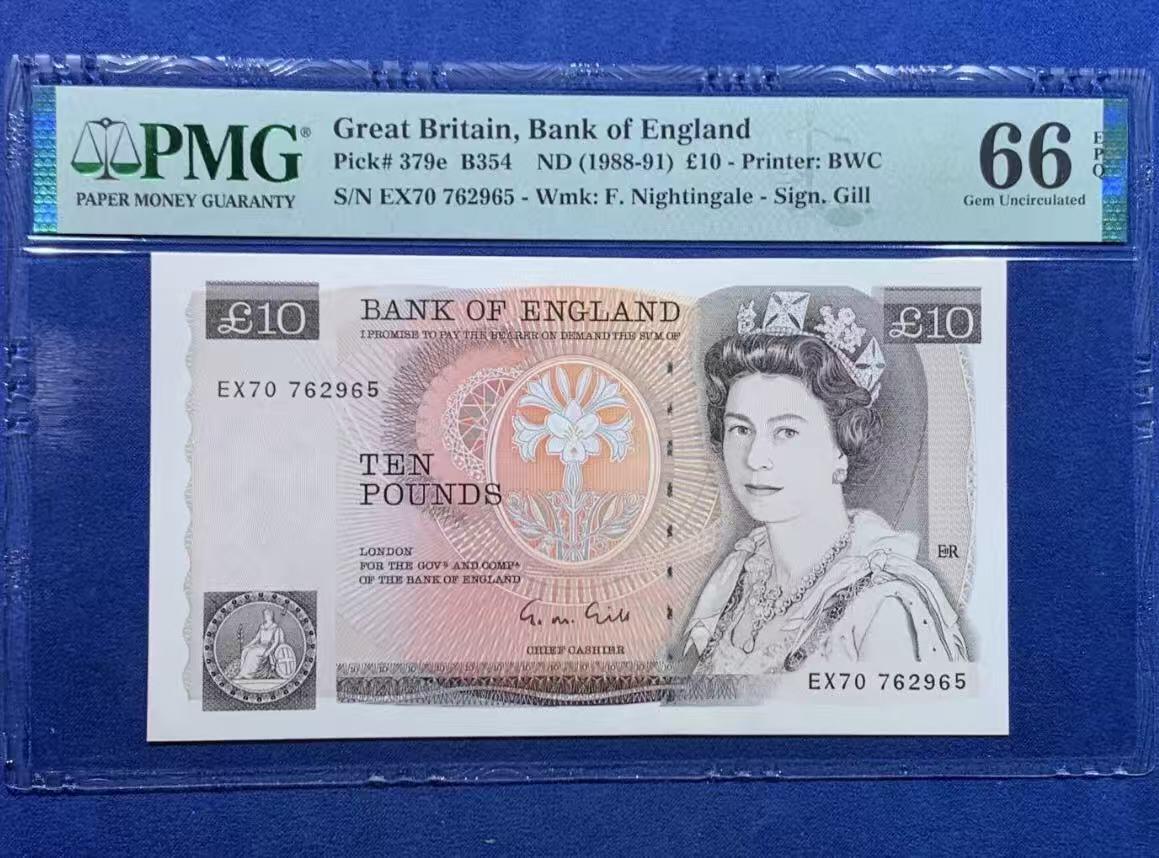 PMG®
PAPER MONEY GUARANTY
Great Britain, Bank of England
Pick# 379e B354 ND (1988-91) £10 - Printer: BWC
S/N EX70 762965 - Wmk: F. Nightingale - Sign. Gill
66
EPQ
Gem Uncirculated
£10
BANK OF ENGLAND
£10
I PROMISE TO PAY THE BEARER ON DEMAND THE SUM OF
EX70 762965
TEN
POUNDS
LONDON
FOR THE GOVR AND COMPA
OF THE BANK OF ENGLAND
EIIR
G. M. Gill
CHIEF CASHIER
EX70 762965